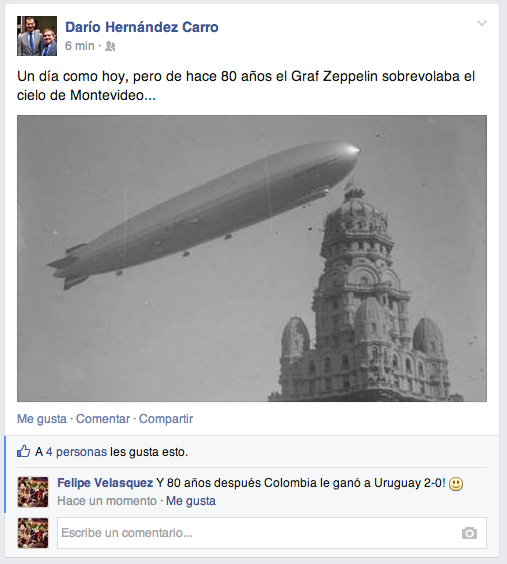 Darío Hernández Carro
6 min ·
Un día como hoy, pero de hace 80 años el Graf Zeppelin sobrevolaba el
cielo de Montevideo...
Me gusta · Comentar · Compartir
A 4 personas les gusta esto.
Felipe Velasquez Y 80 años después Colombia le ganó a Uruguay 2-0!
Hace un momento · Me gusta
Escribe un comentario...